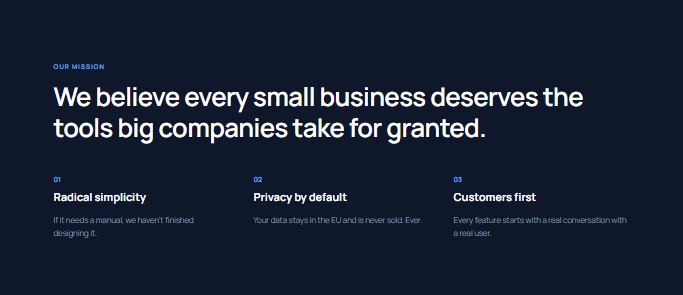 OUR MISSION
We believe every small business deserves the
tools big companies take for granted.
01
Radical simplicity
If it needs a manual, we haven't finished
designing it.
02
Privacy by default
Your data stays in the EU and is never sold. Ever.
03
Customers first
Every feature starts with a real conversation with
a real user.